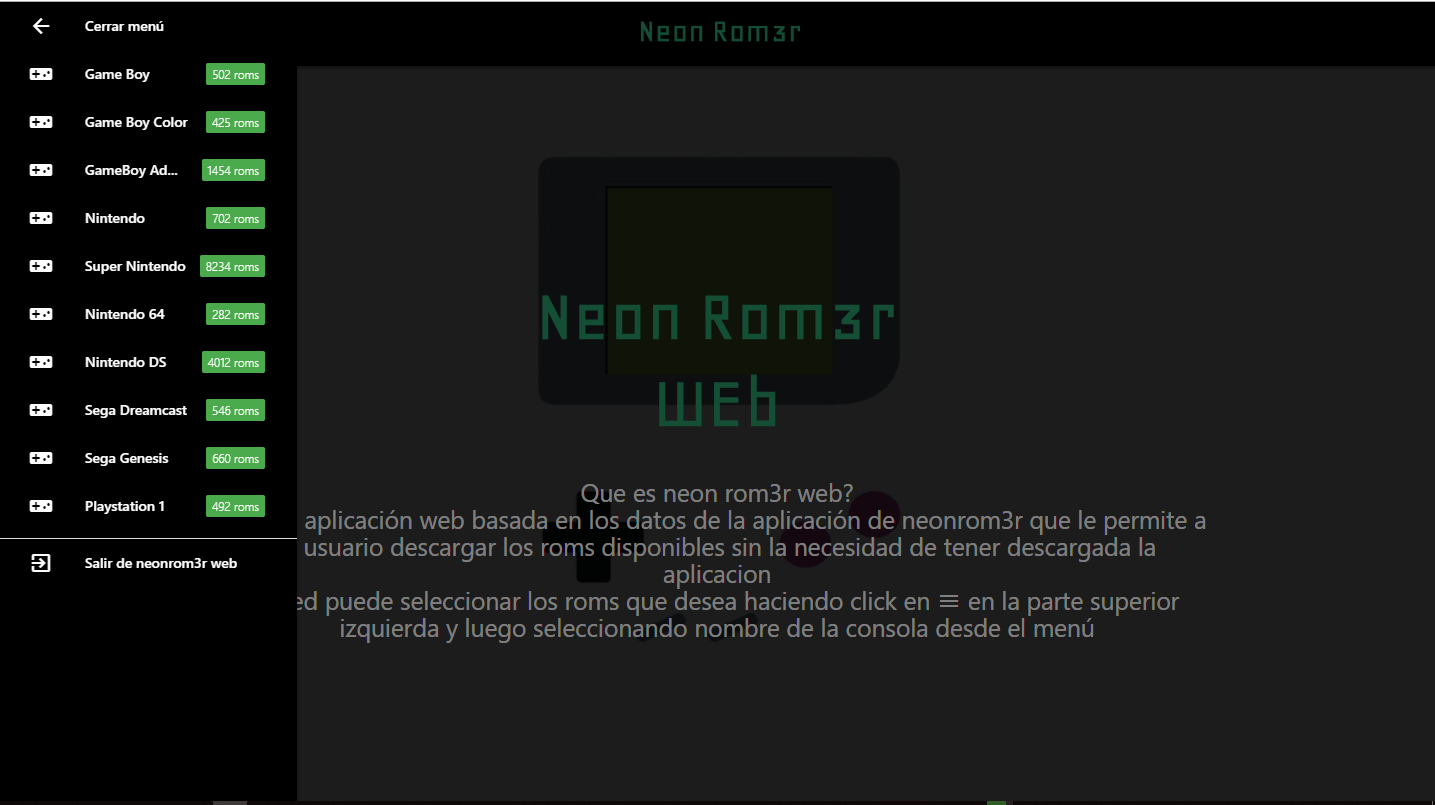 Cerrar menú
Game Boy 502 roms
Game Boy Color 425 roms
GameBoy Ad... 1454 roms
Nintendo 702 roms
Super Nintendo 8234 roms
Nintendo 64 282 roms
Nintendo DS 4012 roms
Sega Dreamcast 546 roms
Sega Genesis 660 roms
Playstation 1 492 roms
Salir de neonrom3r web
Neon Rom3r
Neon Rom3r
WEb
Que es neon rom3r web?
aplicación web basada en los datos de la aplicación de neonrom3r que le permite a
usuario descargar los roms disponibles sin la necesidad de tener descargada la
aplicacion
ed puede seleccionar los roms que desea haciendo click en ≡ en la parte superior
izquierda y luego seleccionando nombre de la consola desde el menú